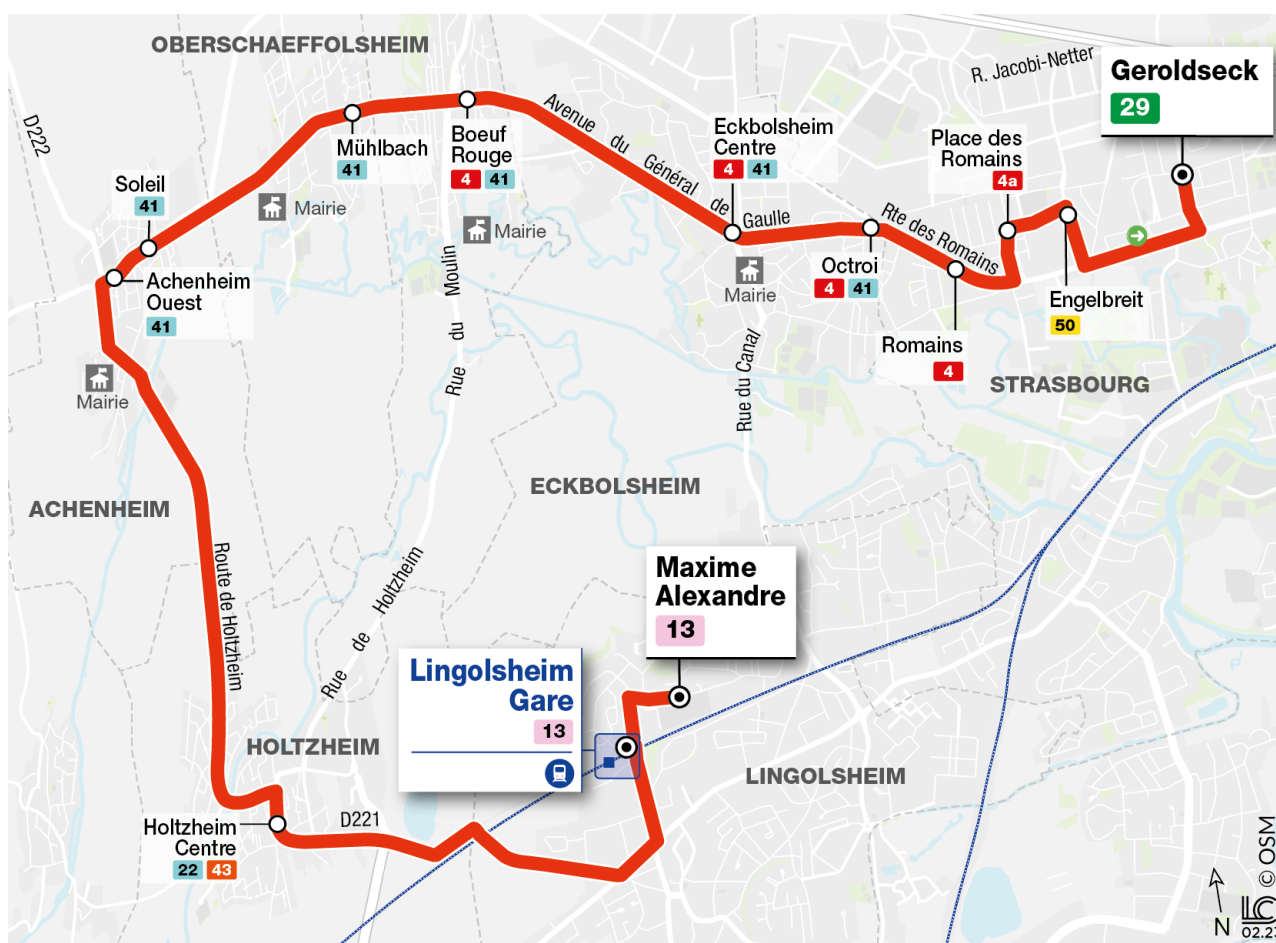 OBERSCHAEFFOLSHEIM
R. Jacobi-Netter
Geroldseck
29
D222
Avenue du Général de Gaulle
Mühlbach
41
Boeuf
Rouge
4 41
Eckbolsheim
Centre
4 41
Place des
Romains
4a
Soleil
41
Mairie
Mairie
Rte des Romains
Achenheim
Ouest
41
Mairie
Octroi
4 41
Engelbreit
50
Romains
4
Rue du Moulin
Rue du Canal
Mairie
STRASBOURG
ACHENHEIM
ECKBOLSHEIM
Route de Holtzheim
Rue de Holtzheim
Maxime
Alexandre
13
Lingolsheim
Gare
13
HOLTZHEIM
LINGOLSHEIM
D221
Holtzheim
Centre
22 43
N
© OSM
02.23